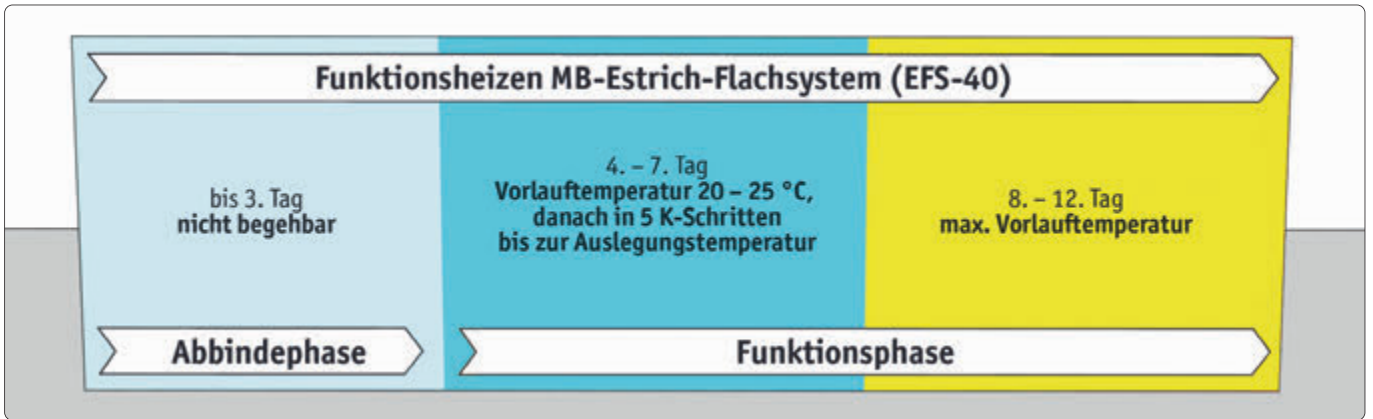 Funktionsheizen MB-Estrich-Flachsystem (EFS-40)
bis 3. Tag
nicht begehbar
4. – 7. Tag
Vorlauftemperatur 20 – 25 °C,
danach in 5 K-Schritten
bis zur Auslegungstemperatur
8. – 12. Tag
max. Vorlauftemperatur
Abbindephase
Funktionsphase